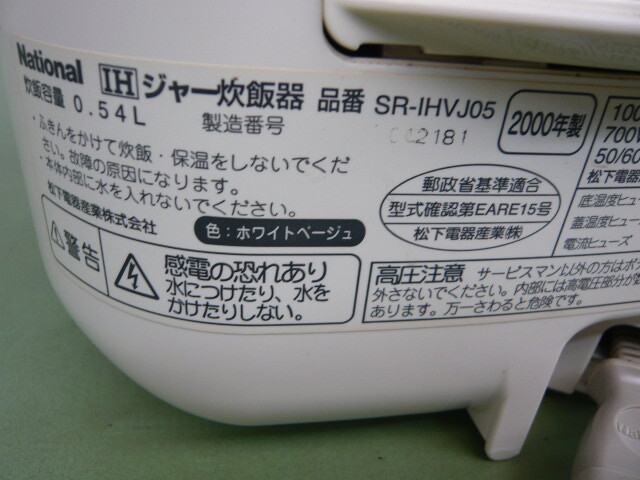 National IH ジャー炊飯器 品番 SR-IHVJ05
炊飯容量 0.54L 製造番号 2181
2000年製
・ふきんをかけて炊飯・保温をしないでくだ
さい。故障の原因になります。
・本体内部に水を入れないでください。
松下電器産業株式会社
色：ホワイトベージュ
郵政省基準適合
型式確認第EARE15号
松下電器産業㈱
100
700W
50/60
松下電器
底温度ヒュー
蓋温度ヒュー
電流ヒューズ
⚠警告
感電の恐れあり
水につけたり、水を
かけたりしない。
高圧注意 サービスマン以外の方はボ
外さないでください。内部には高電圧部分が
あります。万一さわると危険です。